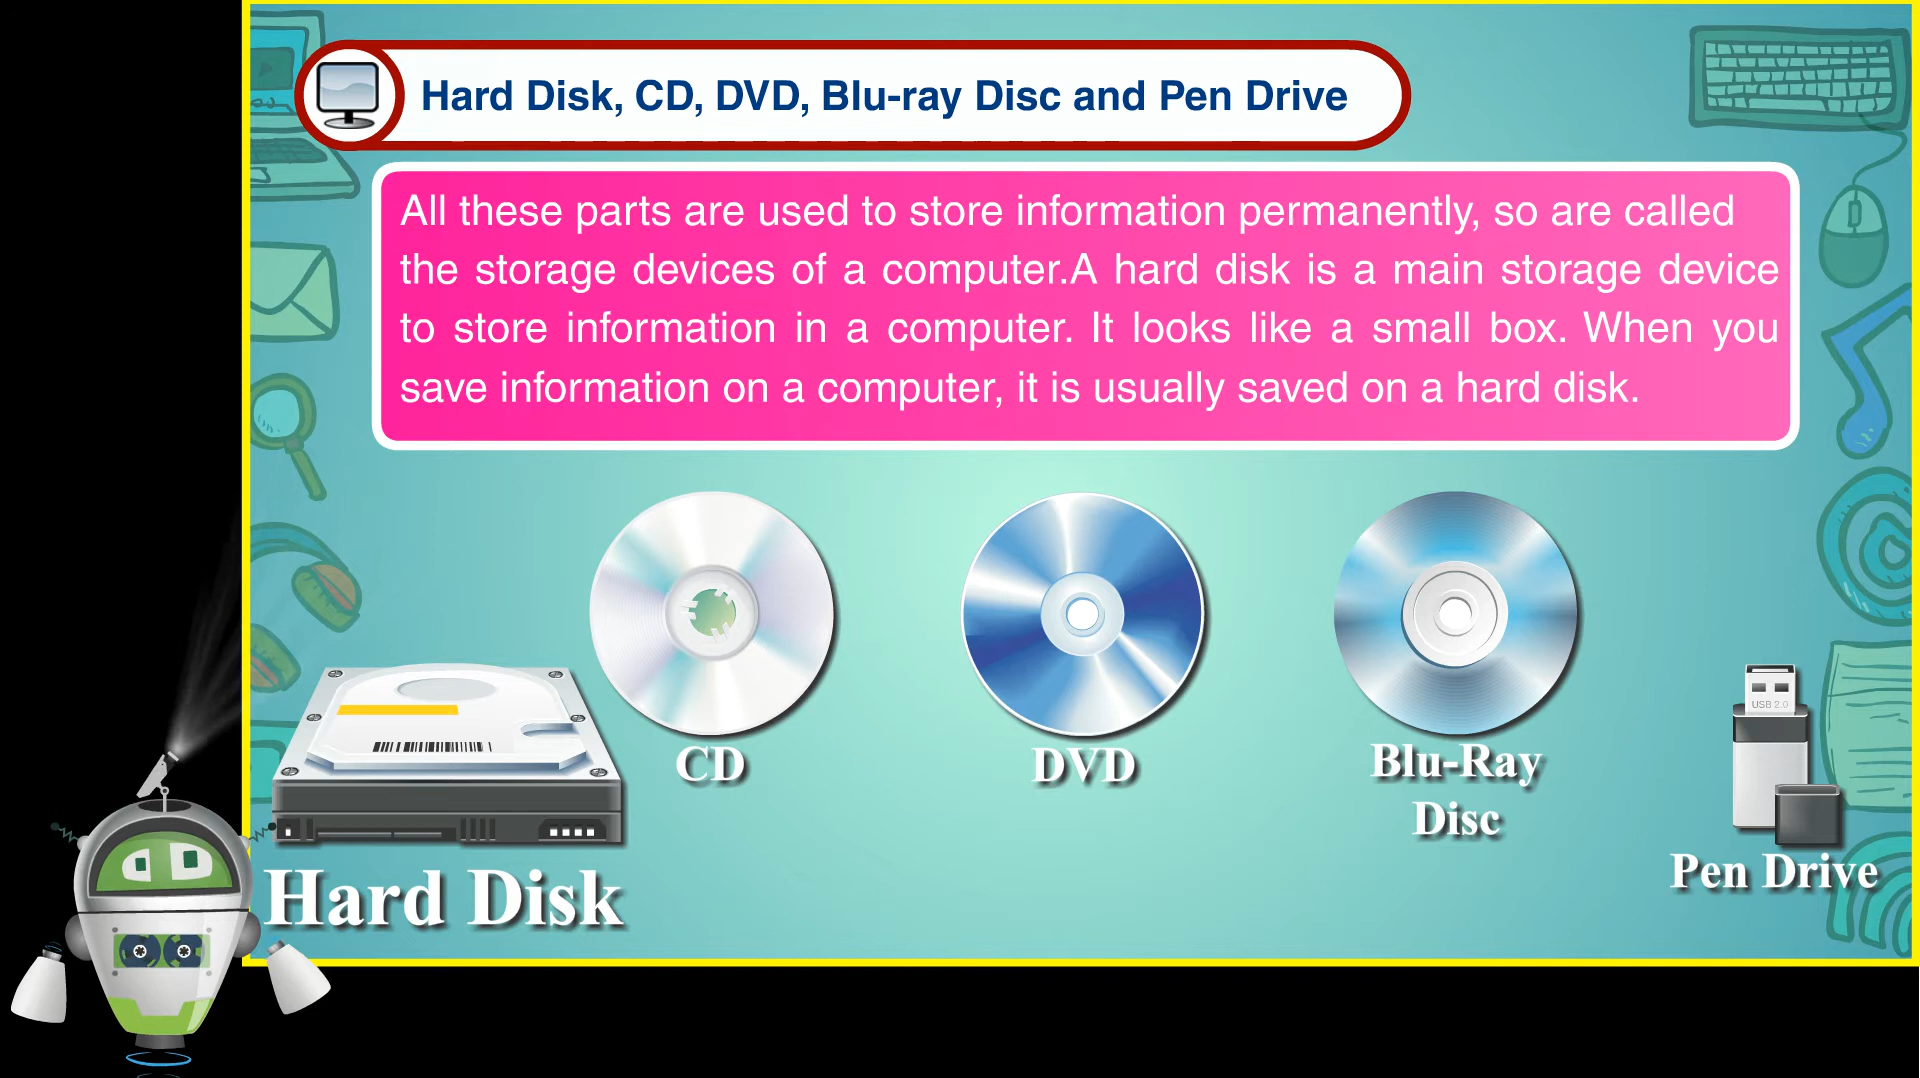 Hard Disk, CD, DVD, Blu-ray Disc and Pen Drive
All these parts are used to store information permanently, so are called
the storage devices of a computer.A hard disk is a main storage device
to store information in a computer. It looks like a small box. When you
save information on a computer, it is usually saved on a hard disk.
USB 2.0
CD
DVD
Blu-Ray
Disc
Pen Drive
Hard Disk